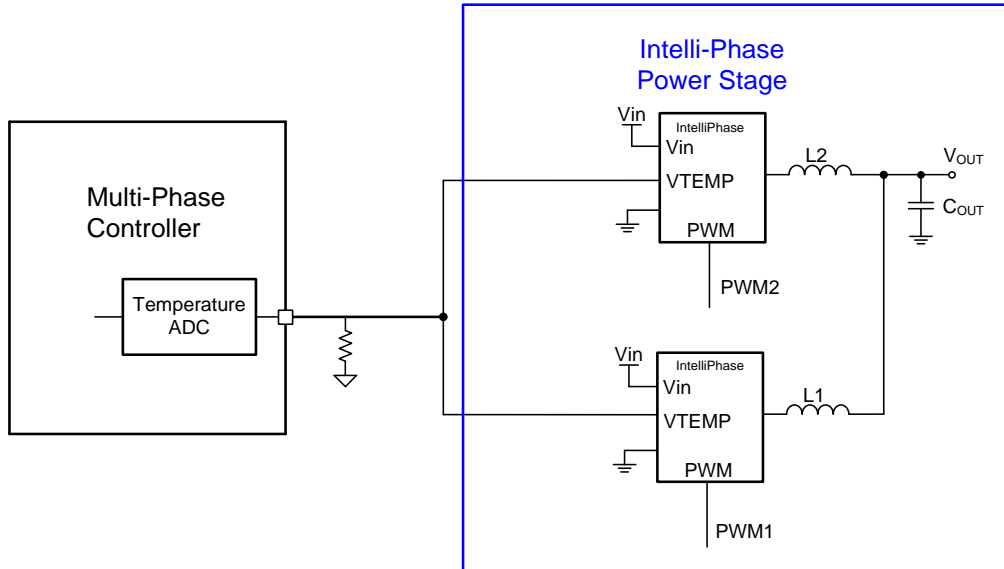 Intelli-Phase
Power Stage
Multi-Phase
Controller
Temperature
ADC
Vin
IntelliPhase
Vin
VTEMP
PWM
PWM2
L2
VOUT
COUT
Vin
IntelliPhase
Vin
VTEMP
PWM
PWM1
L1